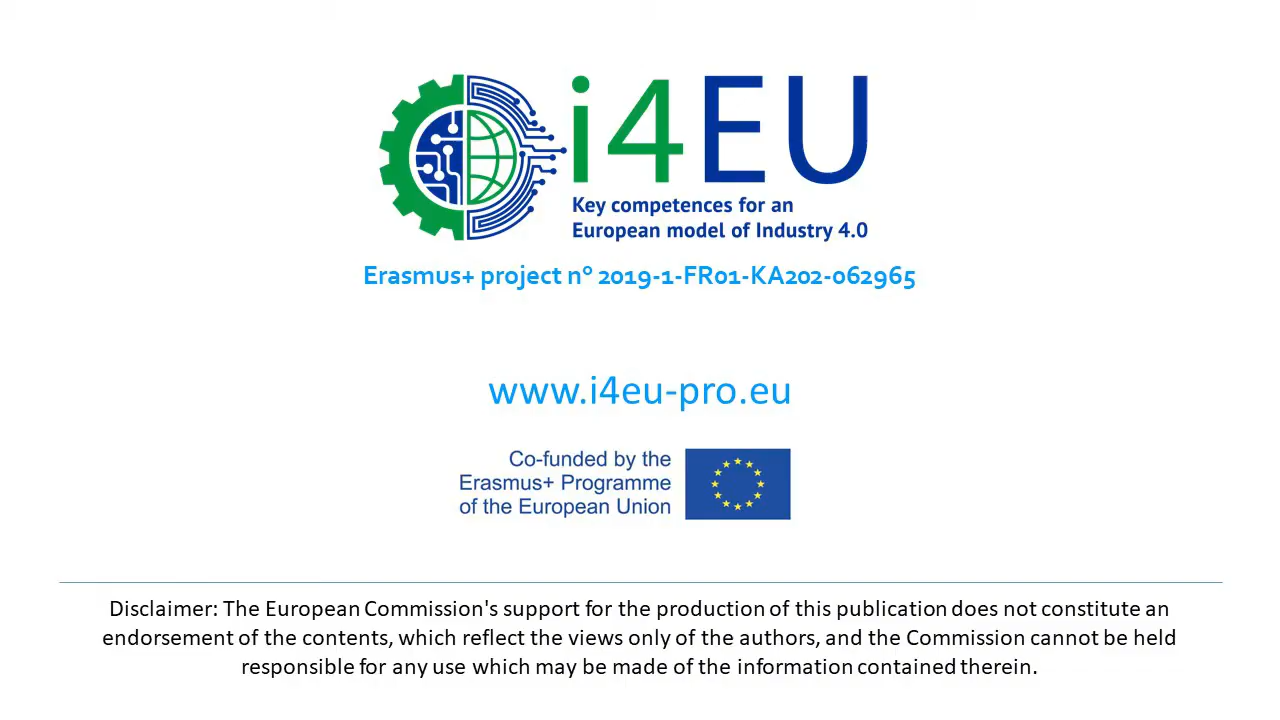 i4EU
Key competences for an
European model of Industry 4.0
Erasmus+ project n° 2019-1-FR01-KA202-062965
www.i4eu-pro.eu
Co-funded by the
Erasmus+ Programme
of the European Union
Disclaimer: The European Commission's support for the production of this publication does not constitute an
endorsement of the contents, which reflect the views only of the authors, and the Commission cannot be held
responsible for any use which may be made of the information contained therein.